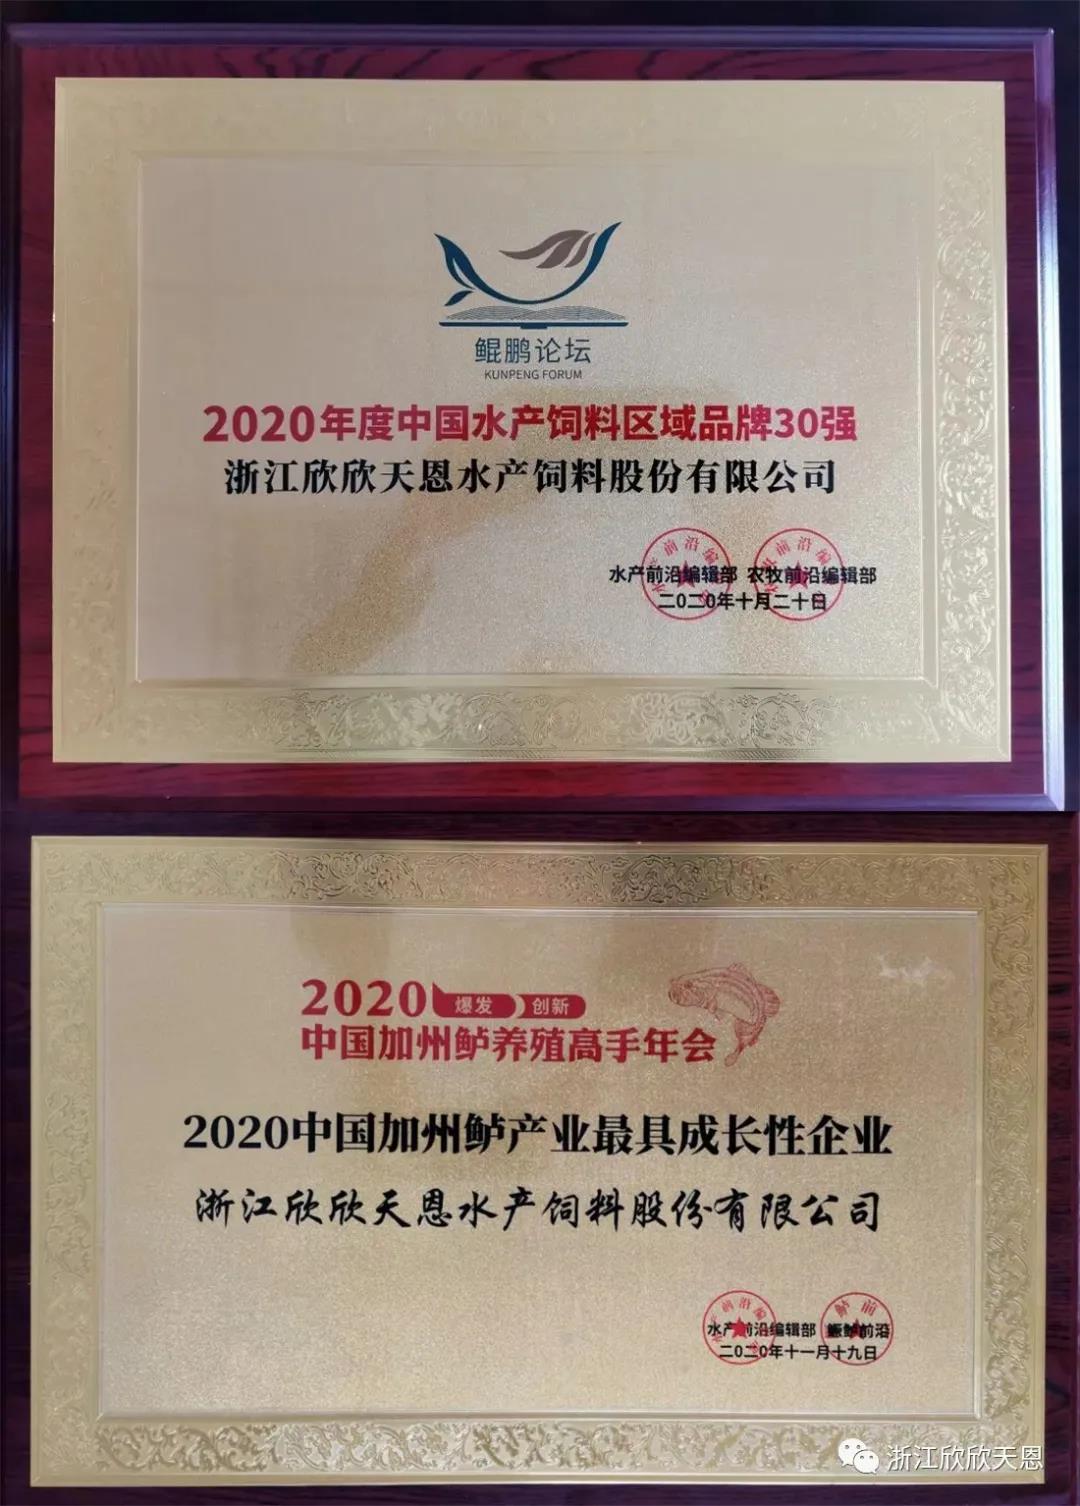 鲲鹏论坛
KUNPENG FORUM
2020年度中国水产饲料区域品牌30强
浙江欣欣天恩水产饲料股份有限公司
水产前沿编辑部 农牧前沿编辑部
二0二0年十月二十日
2020 爆发 创新
中国加州鲈养殖高手年会
2020中国加州鲈产业最具成长性企业
浙江欣欣天恩水产饲料股份有限公司
水产前沿编辑部 鳜鲈前沿
二0二0年十一月十九日
浙江欣欣天恩